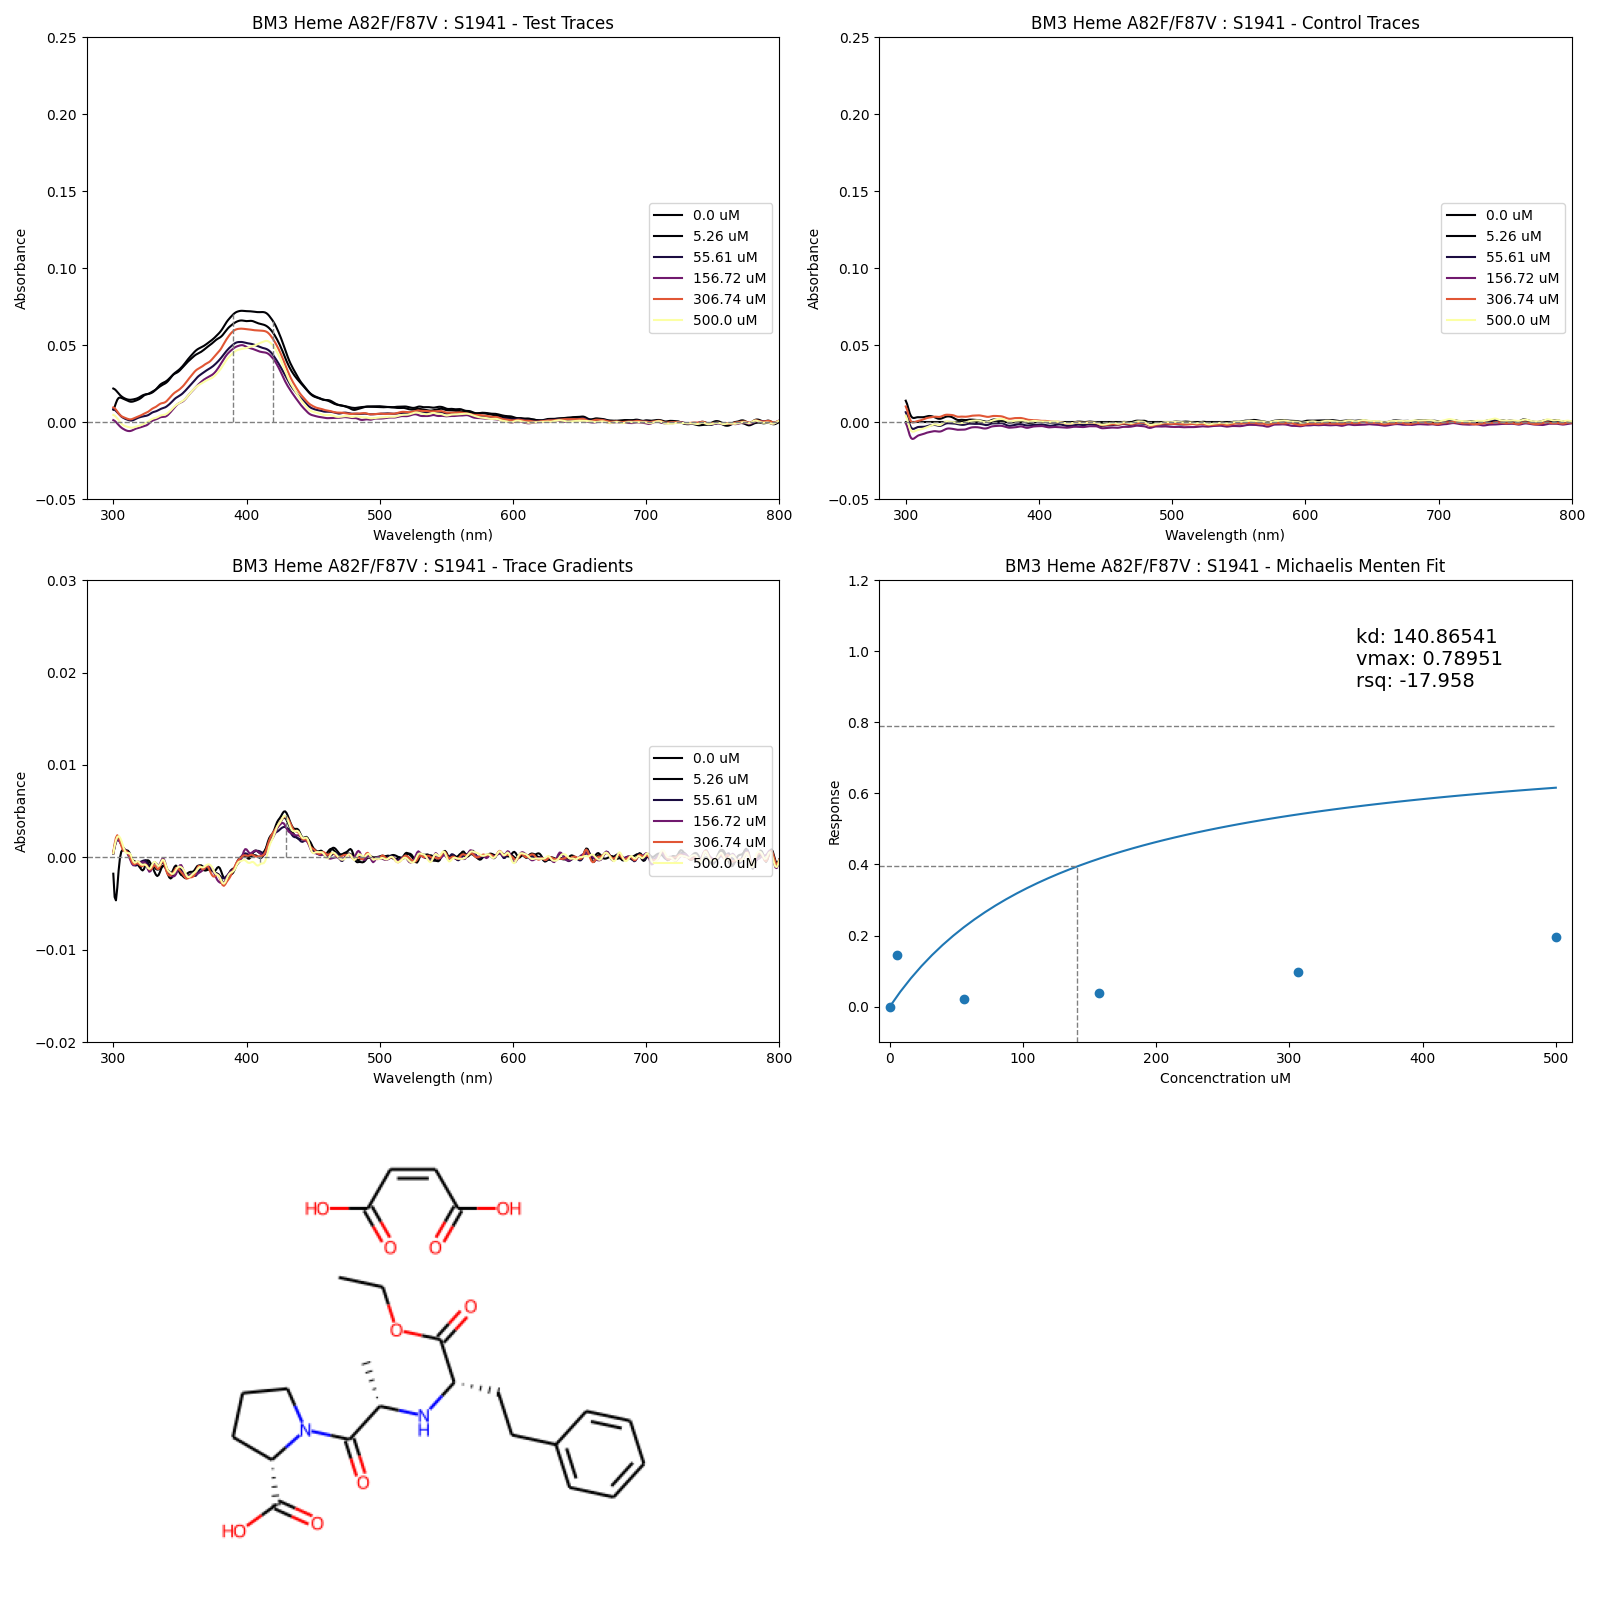 BM3 Heme A82F/F87V : S1941 - Test Traces
0.25
0.20
0.15
0.10
0.05
0.00
−0.05
Absorbance
300 400 500 600 700 800
Wavelength (nm)
0.0 uM
5.26 uM
55.61 uM
156.72 uM
306.74 uM
500.0 uM
BM3 Heme A82F/F87V : S1941 - Control Traces
0.25
0.20
0.15
0.10
0.05
0.00
−0.05
Absorbance
300 400 500 600 700 800
Wavelength (nm)
0.0 uM
5.26 uM
55.61 uM
156.72 uM
306.74 uM
500.0 uM
BM3 Heme A82F/F87V : S1941 - Trace Gradients
0.03
0.02
0.01
0.00
−0.01
−0.02
Absorbance
300 400 500 600 700 800
Wavelength (nm)
0.0 uM
5.26 uM
55.61 uM
156.72 uM
306.74 uM
500.0 uM
BM3 Heme A82F/F87V : S1941 - Michaelis Menten Fit
1.2
1.0
0.8
0.6
0.4
0.2
0.0
Response
kd: 140.86541
vmax: 0.78951
rsq: -17.958
0 100 200 300 400 500
Concenctration uM
HO OH
O O
O
O
N N
H
O
HO O